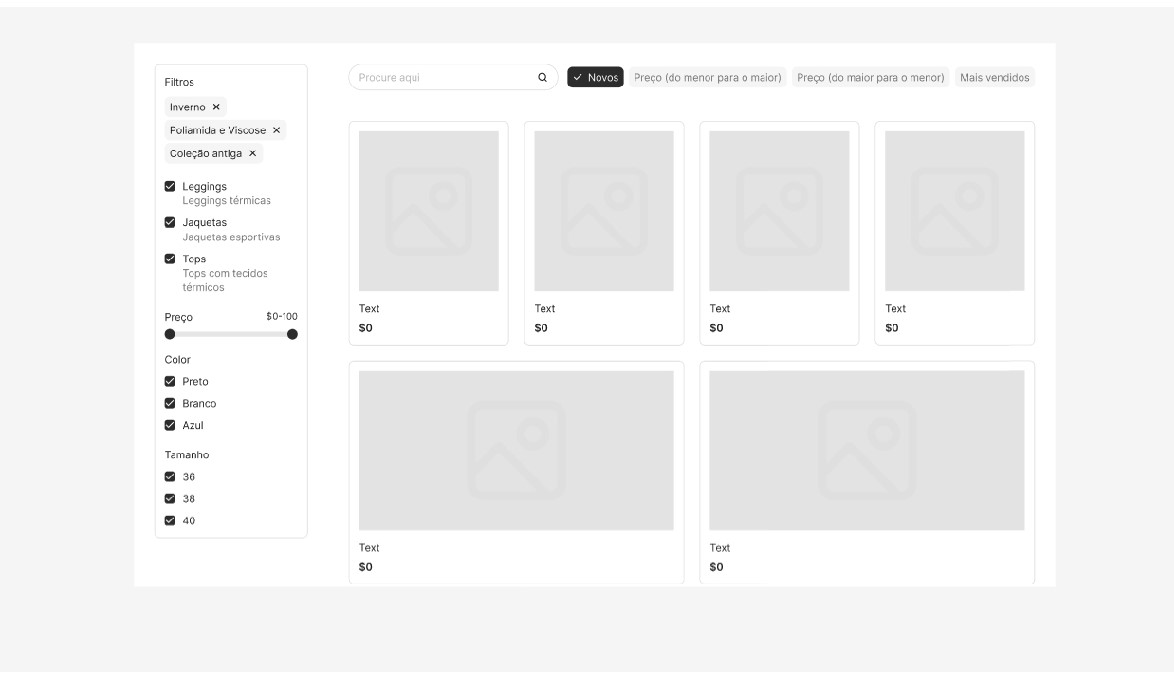 Filtros
Inverno
Poliamida e Viscose
Coleção antiga
Leggings
Leggings térmicas
Jaquetas
Jaquetas esportivas
Tops
Tops com tecidos
térmicos
Preço $0-100
Color
Preto
Branco
Azul
Tamanho
36
38
40
Procure aqui
Novos
Preço (do menor para o maior)
Preço (do maior para o menor)
Mais vendidos
Text
$0
Text
$0
Text
$0
Text
$0
Text
$0
Text
$0